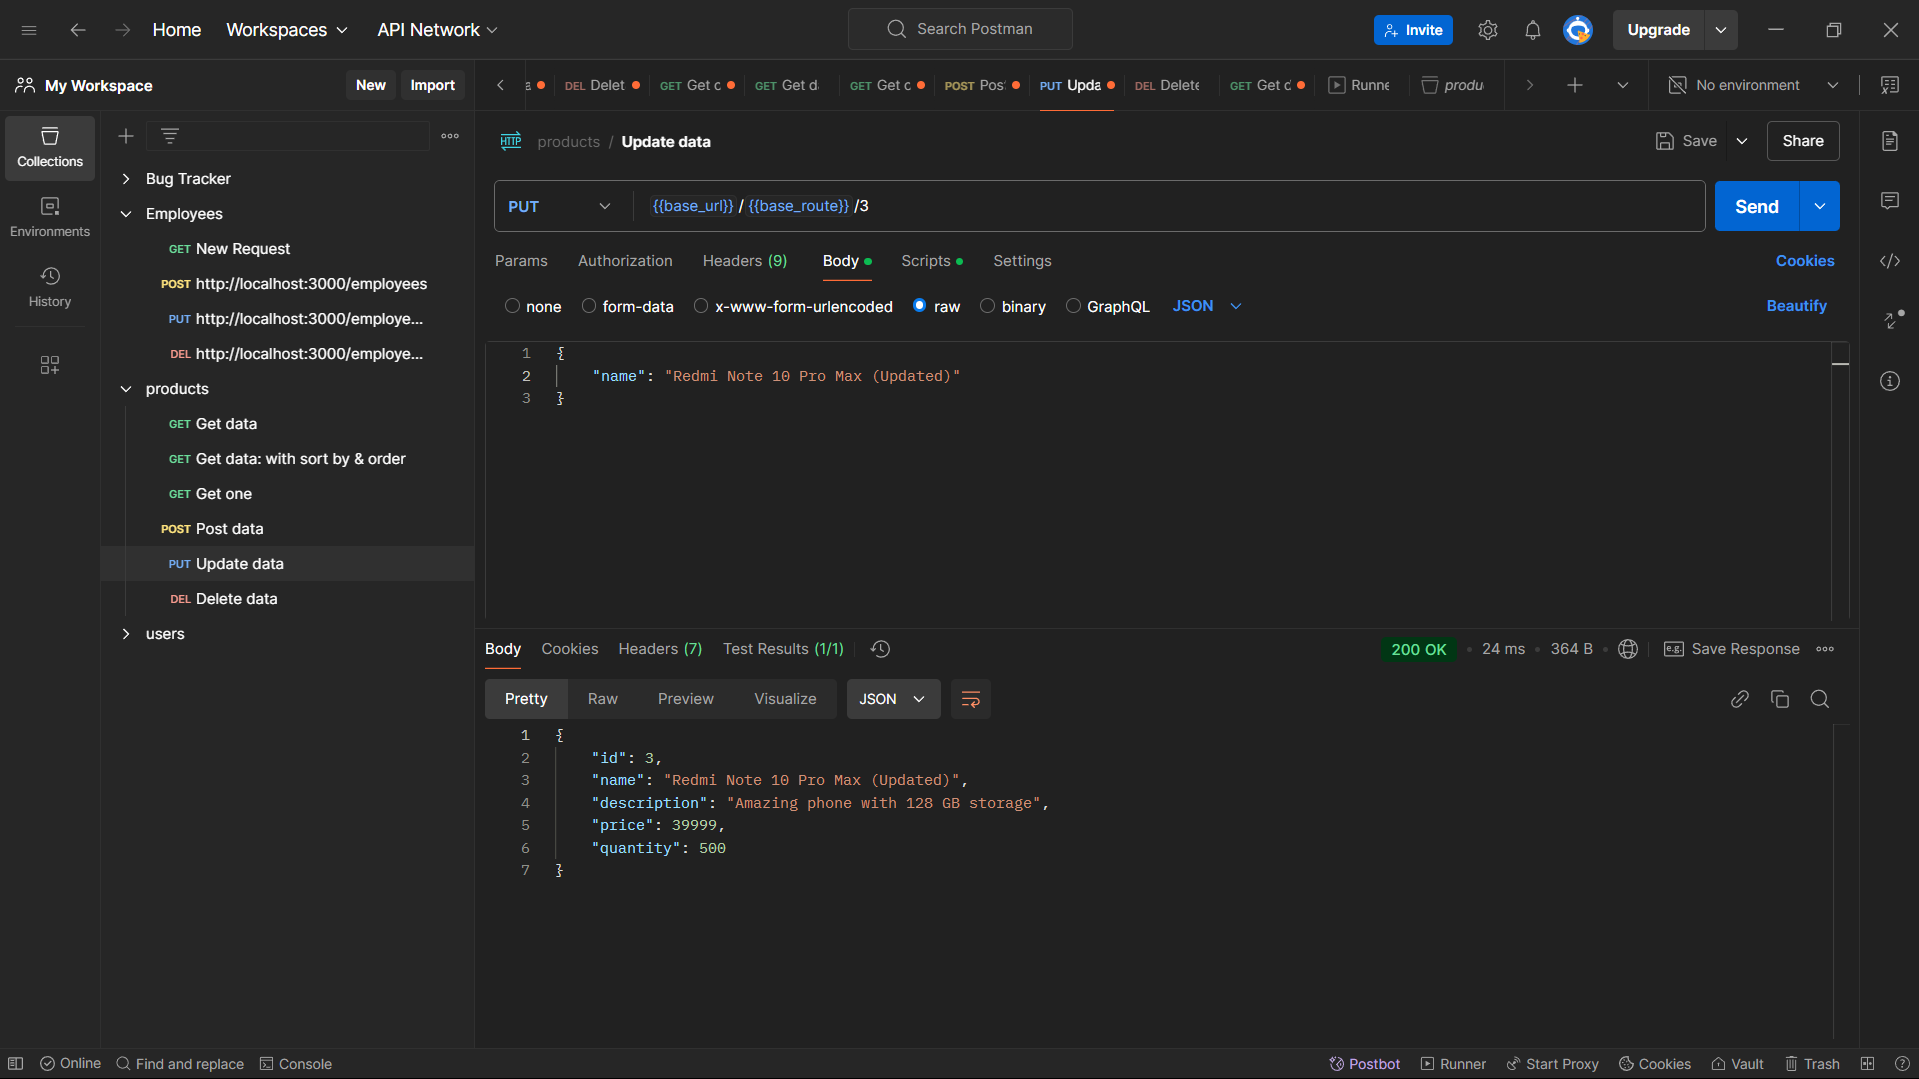 Home
Workspaces
API Network
Search Postman
Invite
Upgrade
My Workspace
New
Import
DEL Delet
GET Get c
GET Get d
GET Get c
POST Pos
PUT Upda
DEL Delete
GET Get c
Runne
produ
No environment
Collections
Environments
History
Bug Tracker
Employees
GET New Request
POST http://localhost:3000/employees
PUT http://localhost:3000/employe...
DEL http://localhost:3000/employe...
products
GET Get data
GET Get data: with sort by & order
GET Get one
POST Post data
PUT Update data
DEL Delete data
users
HTTP products / Update data
Save
Share
PUT {{base_url}} / {{base_route}} /3
Send
Params Authorization Headers (9) Body Scripts Settings
Cookies
none form-data x-www-form-urlencoded raw binary GraphQL JSON
Beautify
1 {
2 "name": "Redmi Note 10 Pro Max (Updated)"
3 }
Body Cookies Headers (7) Test Results (1/1)
200 OK • 24 ms • 364 B
e.g. Save Response
Pretty Raw Preview Visualize JSON
1 {
2 "id": 3,
3 "name": "Redmi Note 10 Pro Max (Updated)",
4 "description": "Amazing phone with 128 GB storage",
5 "price": 39999,
6 "quantity": 500
7 }
Online
Find and replace
Console
Postbot
Runner
Start Proxy
Cookies
Vault
Trash